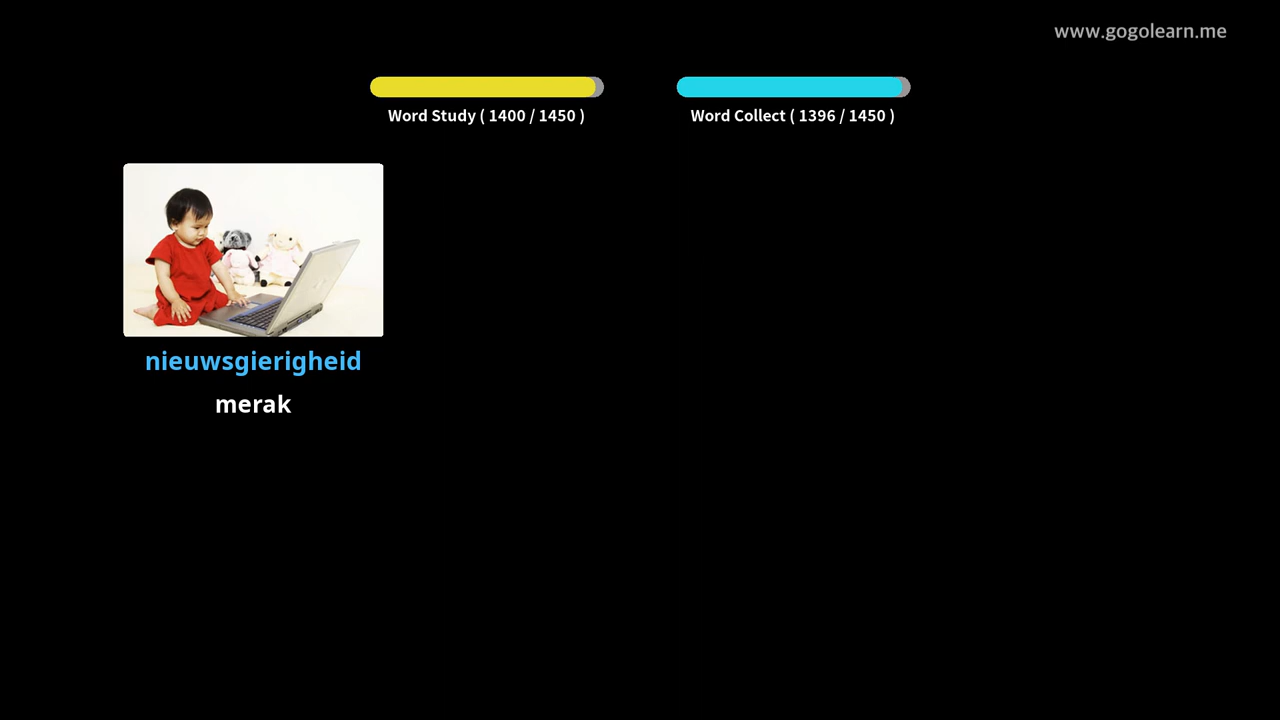 www.gogolearn.me
Word Study ( 1400 / 1450 )
Word Collect ( 1396 / 1450 )
nieuwsgierigheid
merak